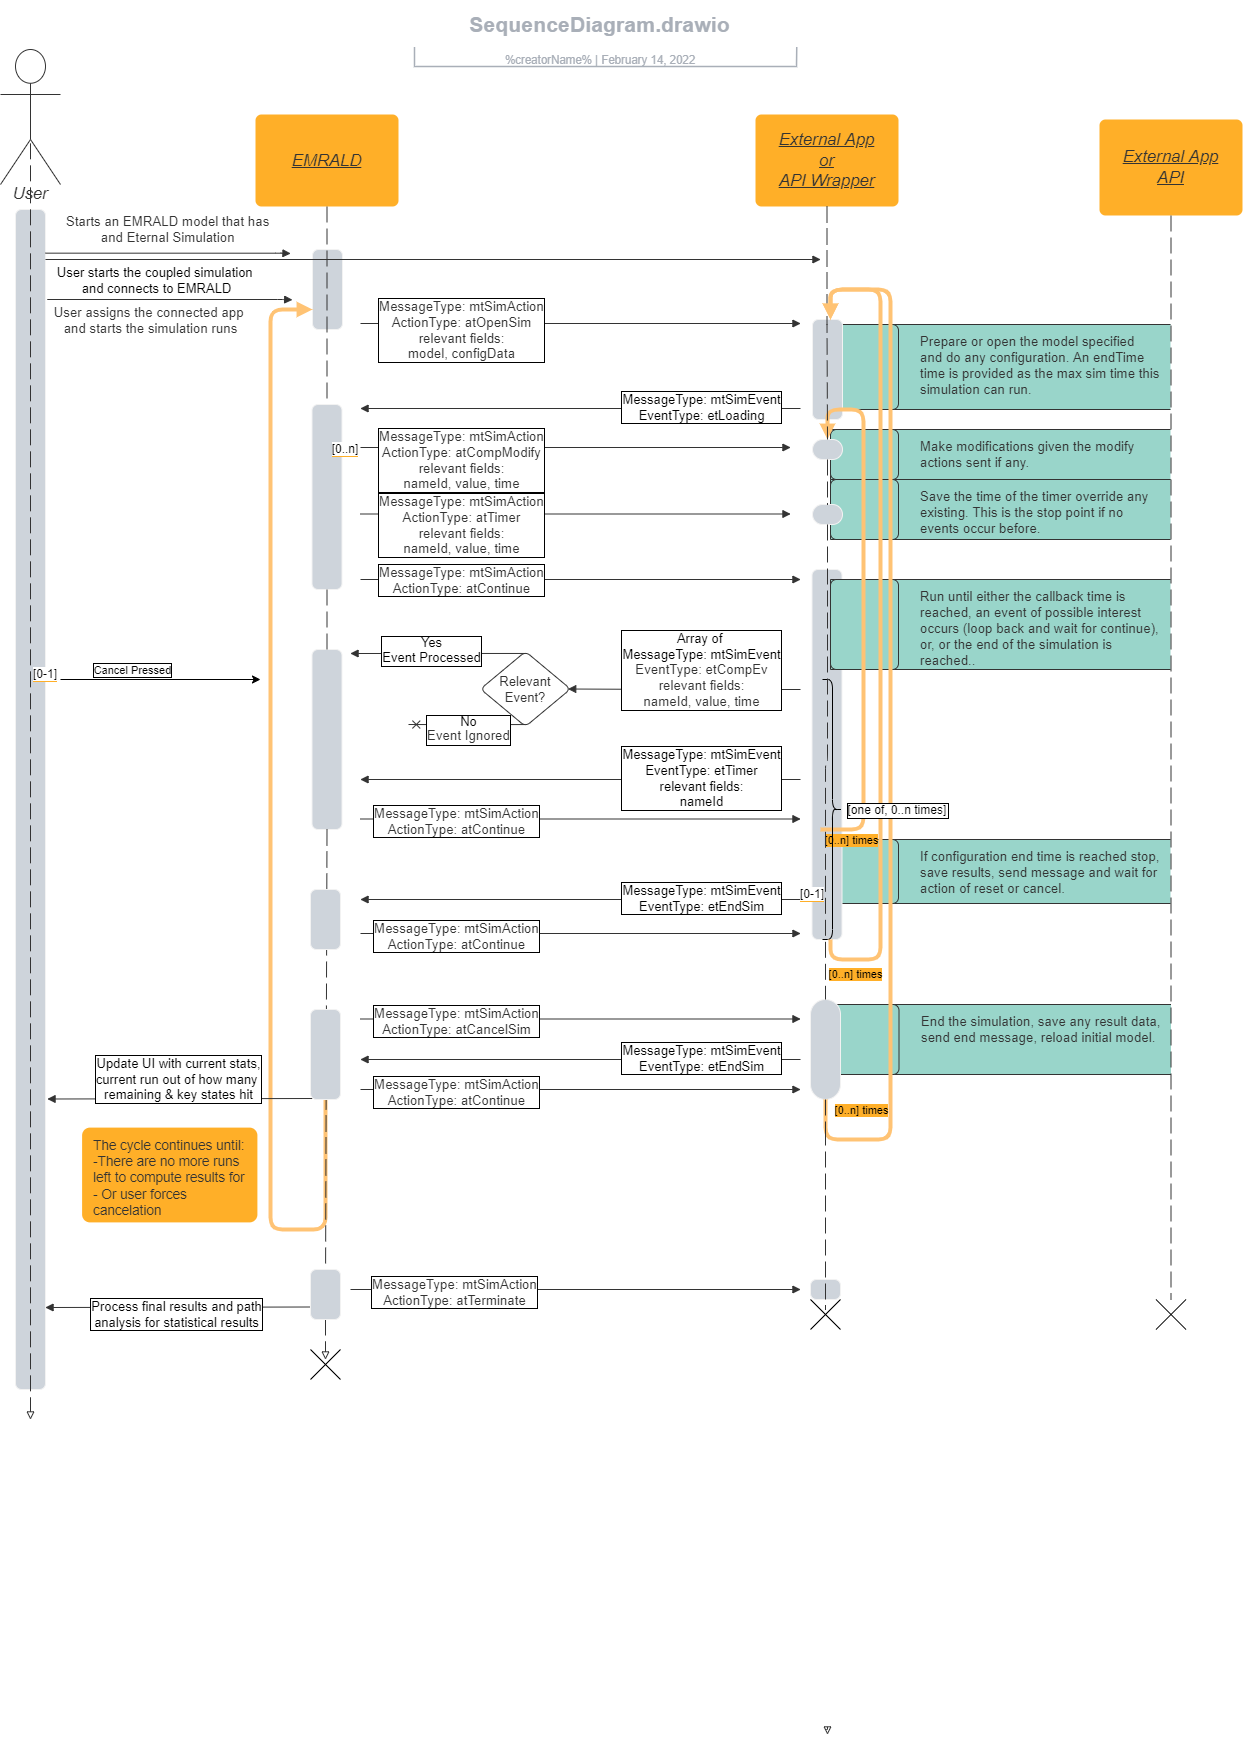 SequenceDiagram.drawio
%creatorName% | February 14, 2022
User
EMRALD
External App
or
API Wrapper
External App
API
Starts an EMRALD model that has
and Eternal Simulation
User starts the coupled simulation
and connects to EMRALD
User assigns the connected app
and starts the simulation runs
MessageType: mtSimAction
ActionType: atOpenSim
relevant fields:
model, configData
Prepare or open the model specified
and do any configuration. An endTime
time is provided as the max sim time this
simulation can run.
MessageType: mtSimEvent
EventType: etLoading
[0..n]
MessageType: mtSimAction
ActionType: atCompModify
relevant fields:
nameId, value, time
Make modifications given the modify
actions sent if any.
MessageType: mtSimAction
ActionType: atTimer
relevant fields:
nameId, value, time
Save the time of the timer override any
existing. This is the stop point if no
events occur before.
MessageType: mtSimAction
ActionType: atContinue
Run until either the callback time is
reached, an event of possible interest
occurs (loop back and wait for continue),
or, or the end of the simulation is
reached..
Yes
Event Processed
Relevant
Event?
No
Event Ignored
Array of
MessageType: mtSimEvent
EventType: etCompEv
relevant fields:
nameId, value, time
[0-1]
Cancel Pressed
MessageType: mtSimEvent
EventType: etTimer
relevant fields:
nameId
[one of, 0..n times]
MessageType: mtSimAction
ActionType: atContinue
[0..n] times
If configuration end time is reached stop,
save results, send message and wait for
action of reset or cancel.
MessageType: mtSimEvent
EventType: etEndSim
[0-1]
MessageType: mtSimAction
ActionType: atContinue
[0..n] times
MessageType: mtSimAction
ActionType: atCancelSim
End the simulation, save any result data,
send end message, reload initial model.
MessageType: mtSimEvent
EventType: etEndSim
Update UI with current stats,
current run out of how many
remaining & key states hit
MessageType: mtSimAction
ActionType: atContinue
[0..n] times
The cycle continues until:
-There are no more runs
left to compute results for
- Or user forces
cancelation
MessageType: mtSimAction
ActionType: atTerminate
Process final results and path
analysis for statistical results